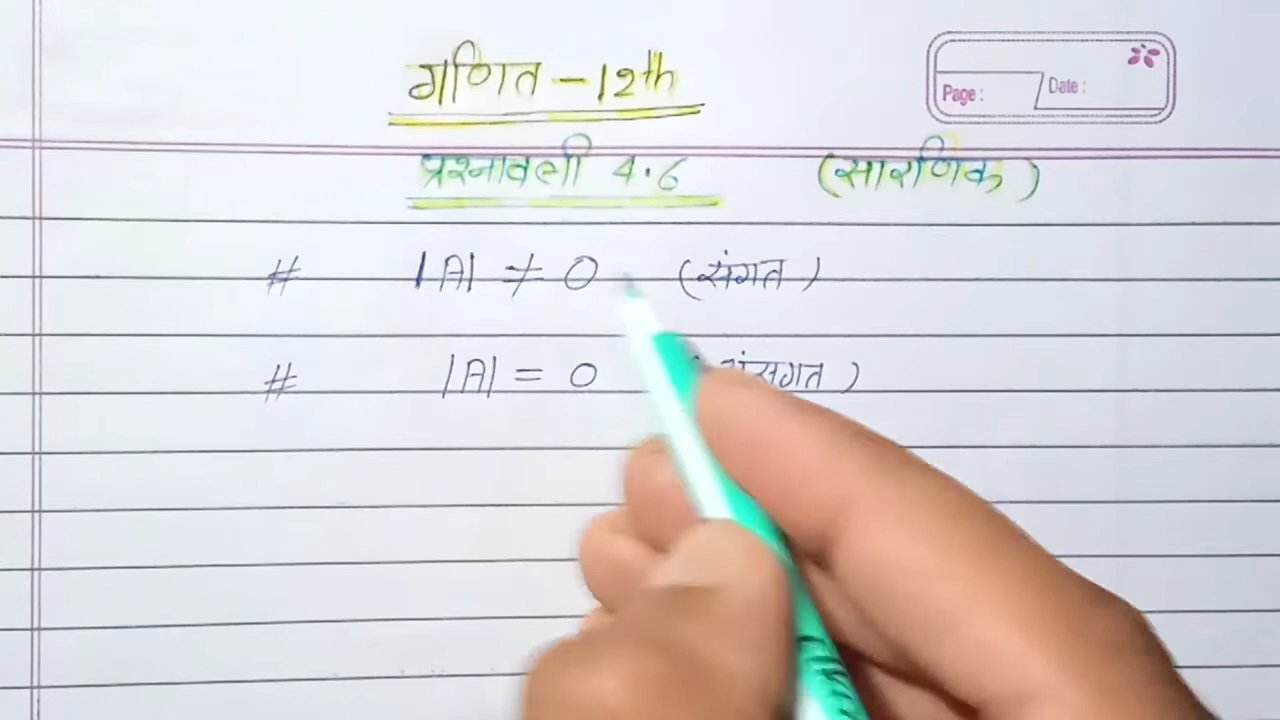 गणित - 12th
Page :
Date :
प्रश्नावली 4.6 (सारणिक)
# |A| ≠ 0 (संगत)
# |A| = 0